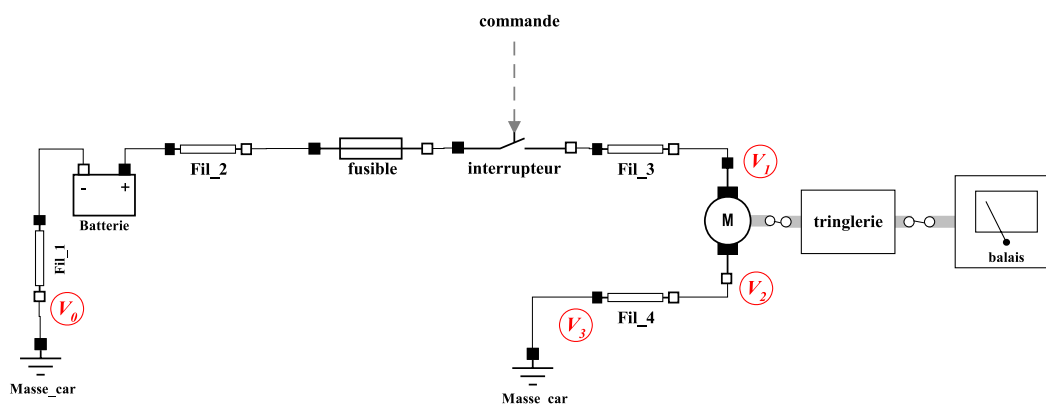 commande
Fil_2
fusible
interrupteur
Fil_3
V1
- +
Batterie
M
tringlerie
balais
Fil_1
V0
V2
V3
Fil_4
Masse_car
Masse_car